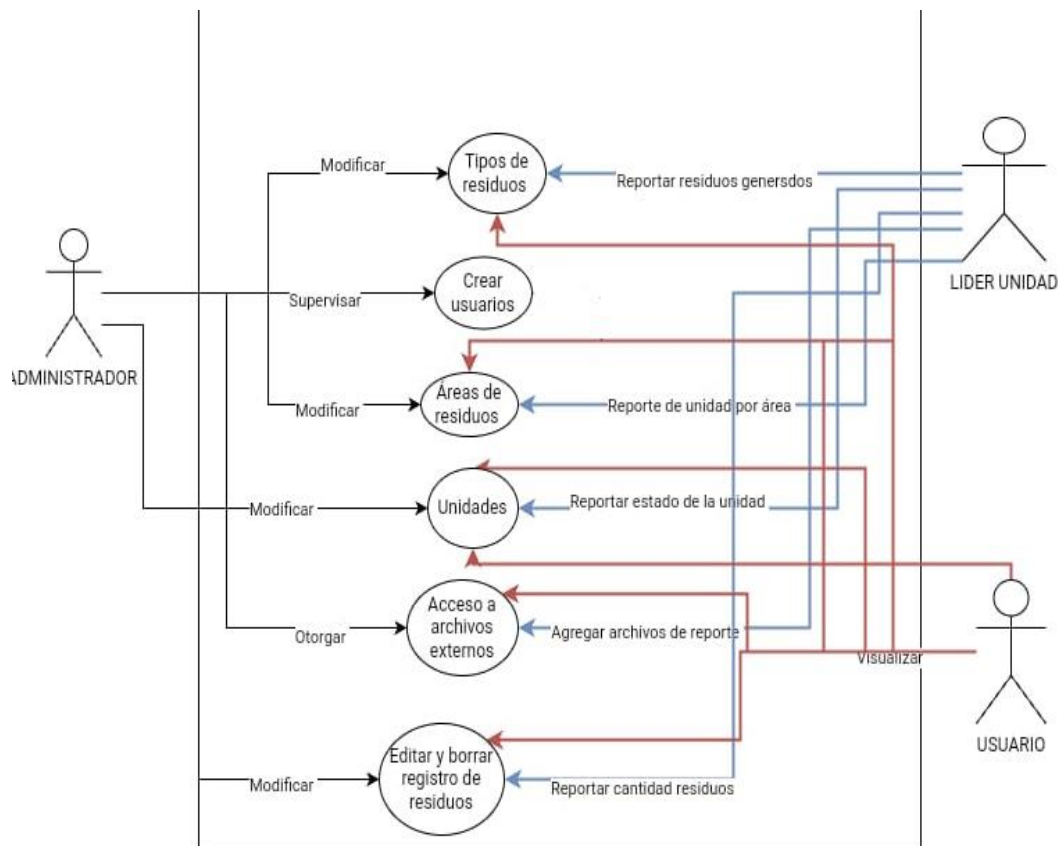 Modificar
Tipos de
residuos
Reportar residuos genersdos
LIDER UNIDAD
Crear
usuarios
Supervisar
ADMINISTRADOR
Modificar
Áreas de
residuos
Reporte de unidad por área
Modificar
Unidades
Reportar estado de la unidad
Otorgar
Acceso a
archivos
externos
Agregar archivos de reporte
Visualizar
USUARIO
Modificar
Editar y borrar
registro de
residuos
Reportar cantidad residuos